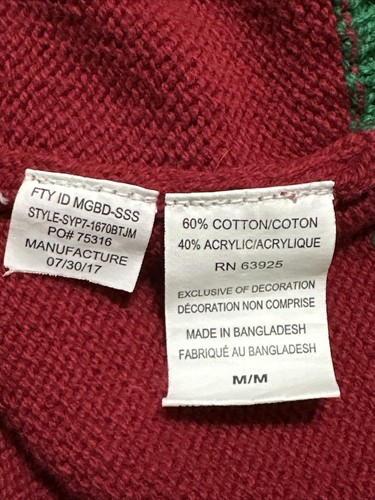 FTY ID MGBD-SSS
STYLE-SYP7-1670BTJM
PO# 75316
MANUFACTURE
07/30/17
60% COTTON/COTON
40% ACRYLIC/ACRYLIQUE
RN 63925
EXCLUSIVE OF DECORATION
DÉCORATION NON COMPRISE
MADE IN BANGLADESH
FABRIQUÉ AU BANGLADESH
M/M